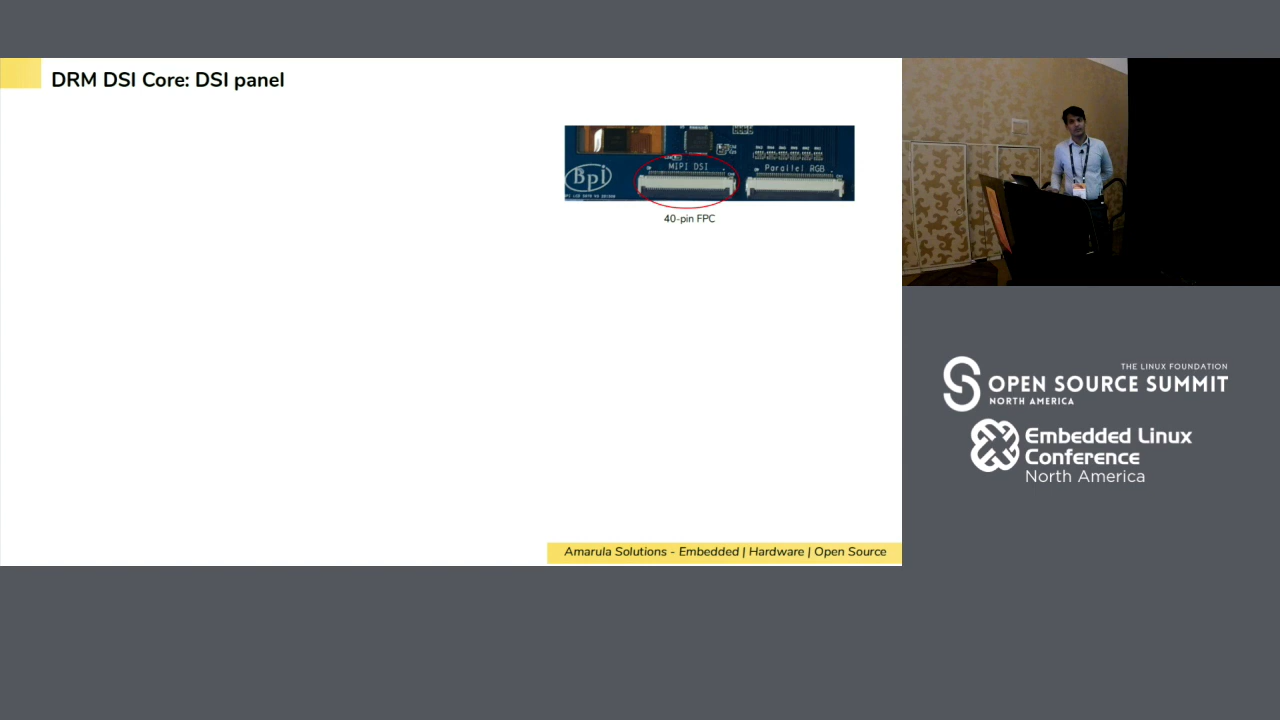 DRM DSI Core: DSI panel
MIPI DSI
Parallel RGB
Bpi
40-pin FPC
Amarula Solutions - Embedded | Hardware | Open Source
THE LINUX FOUNDATION
OPEN SOURCE SUMMIT
NORTH AMERICA
Embedded Linux
Conference
North America